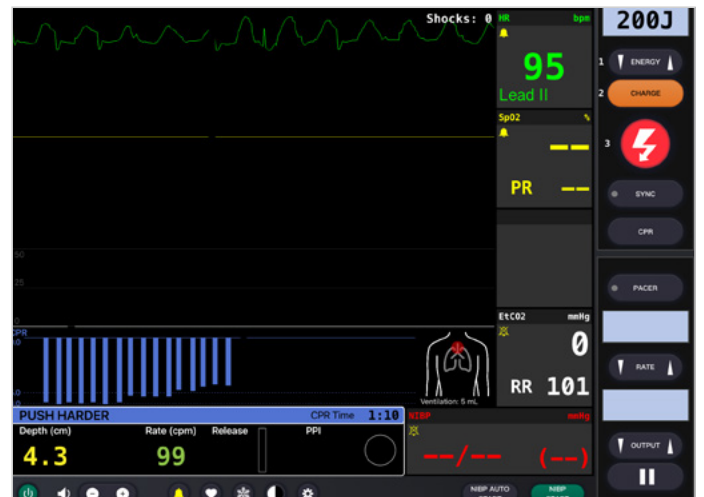 Shocks: 0
HR bpm
95
Lead II
SpO2 %
--
PR --
50
25
0
EtCO2 mmHg
0
RR 101
CPR
Ventilation: 5 mL
PUSH HARDER CPR Time 1:10
Depth (cm) Rate (cpm) Release PPI
4.3 99
NIBP mmHg
--/-- (--)
NIBP AUTO
NIBP
200J
1 ENERGY
2 CHARGE
3
SYNC
CPR
PACER
RATE
OUTPUT